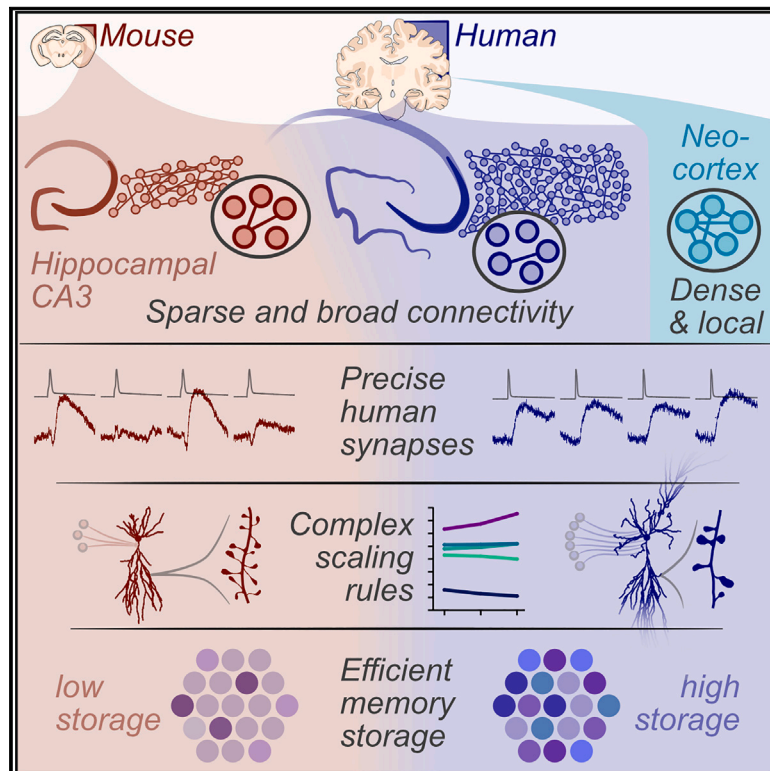 Mouse
Human
Neo-
cortex
Hippocampal
CA3
Sparse and broad connectivity
Dense
& local
Precise
human
synapses
Complex
scaling
rules
low
storage
Efficient
memory
storage
high
storage